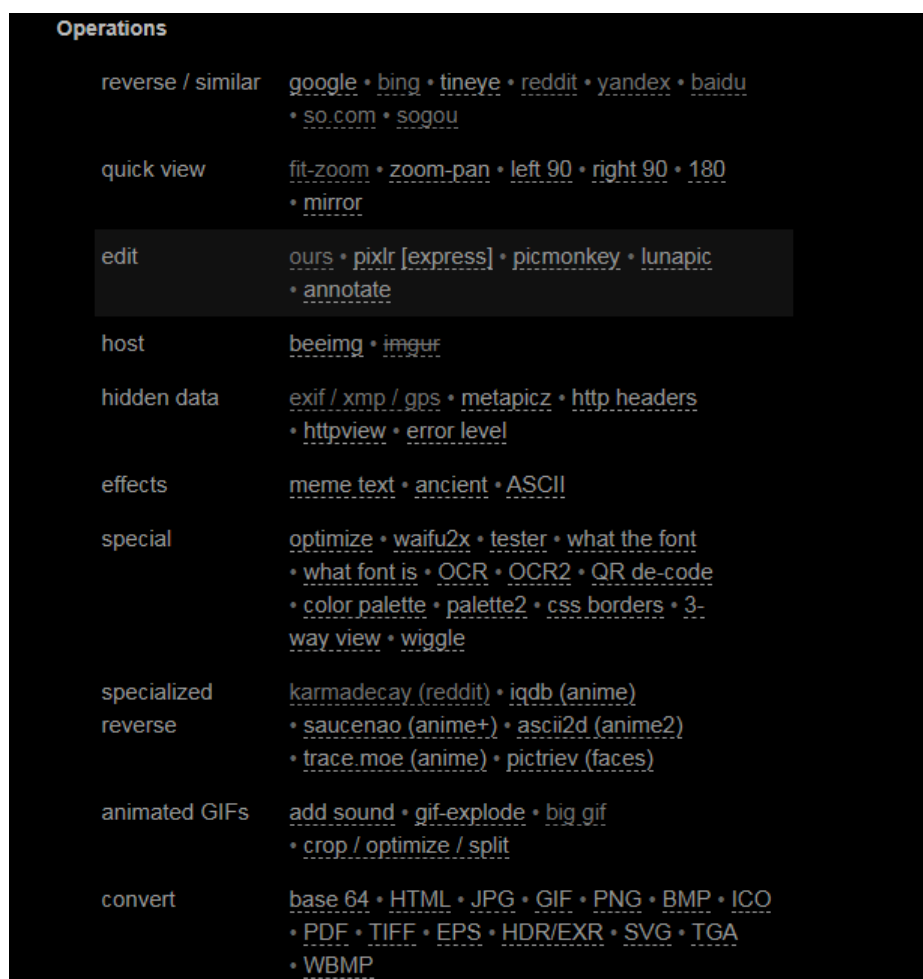 Operations
reverse / similar google • bing • tineye • reddit • yandex • baidu
• so.com • sogou
quick view fit-zoom • zoom-pan • left 90 • right 90 • 180
• mirror
edit ours • pixlr [express] • picmonkey • lunapic
• annotate
host beeimg • imgur
hidden data exif / xmp / gps • metapicz • http headers
• httpview • error level
effects meme text • ancient • ASCII
special optimize • waifu2x • tester • what the font
• what font is • OCR • OCR2 • QR de-code
• color palette • palette2 • css borders • 3-
way view • wiggle
specialized karmadecay (reddit) • iqdb (anime)
reverse • saucenao (anime+) • ascii2d (anime2)
• trace.moe (anime) • pictriev (faces)
animated GIFs add sound • gif-explode • big gif
• crop / optimize / split
convert base 64 • HTML • JPG • GIF • PNG • BMP • ICO
• PDF • TIFF • EPS • HDR/EXR • SVG • TGA
• WBMP